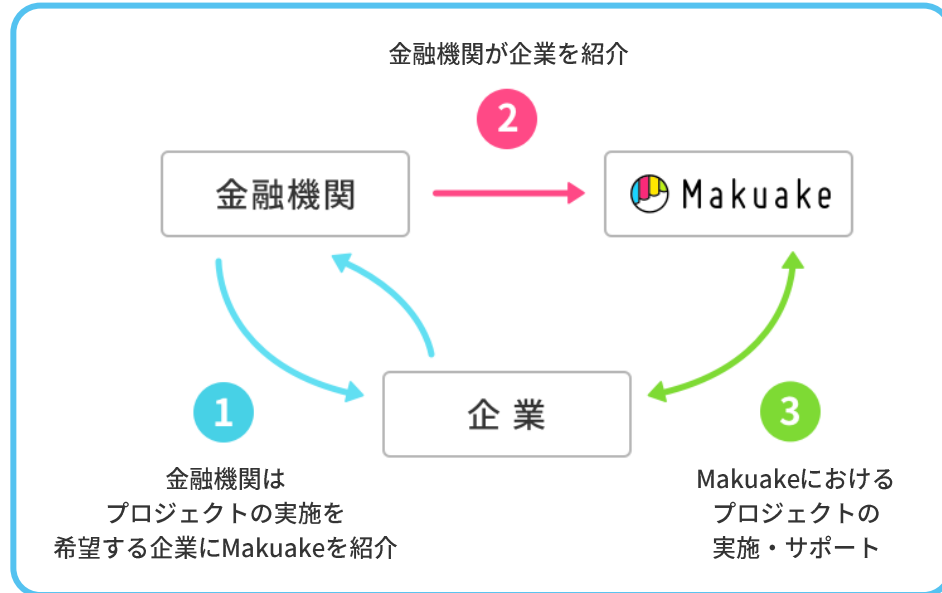 金融機関が企業を紹介
2
金融機関
Makuake
企業
1
3
金融機関は
プロジェクトの実施を
希望する企業にMakuakeを紹介
Makuakeにおける
プロジェクトの
実施・サポート